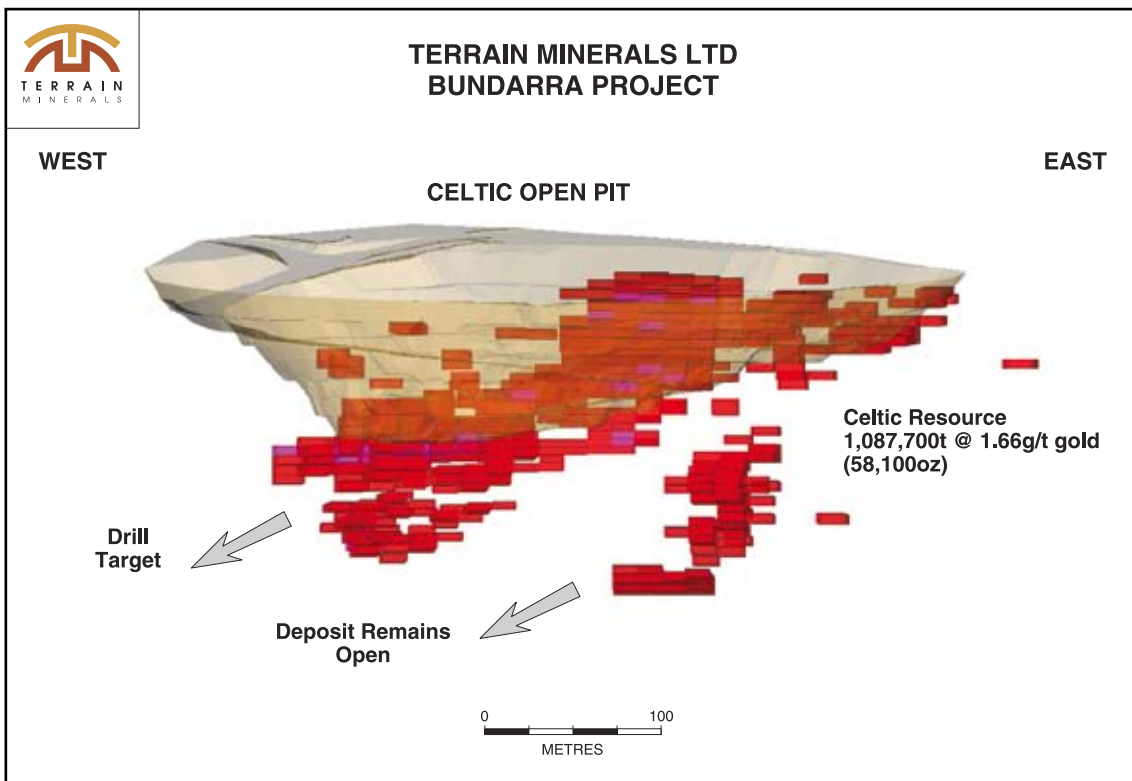 TERRAIN
MINERALS
TERRAIN MINERALS LTD
BUNDARRA PROJECT
WEST
EAST
CELTIC OPEN PIT
Celtic Resource
1,087,700t @ 1.66g/t gold
(58,100oz)
Drill
Target
Deposit Remains
Open
0
100
METRES